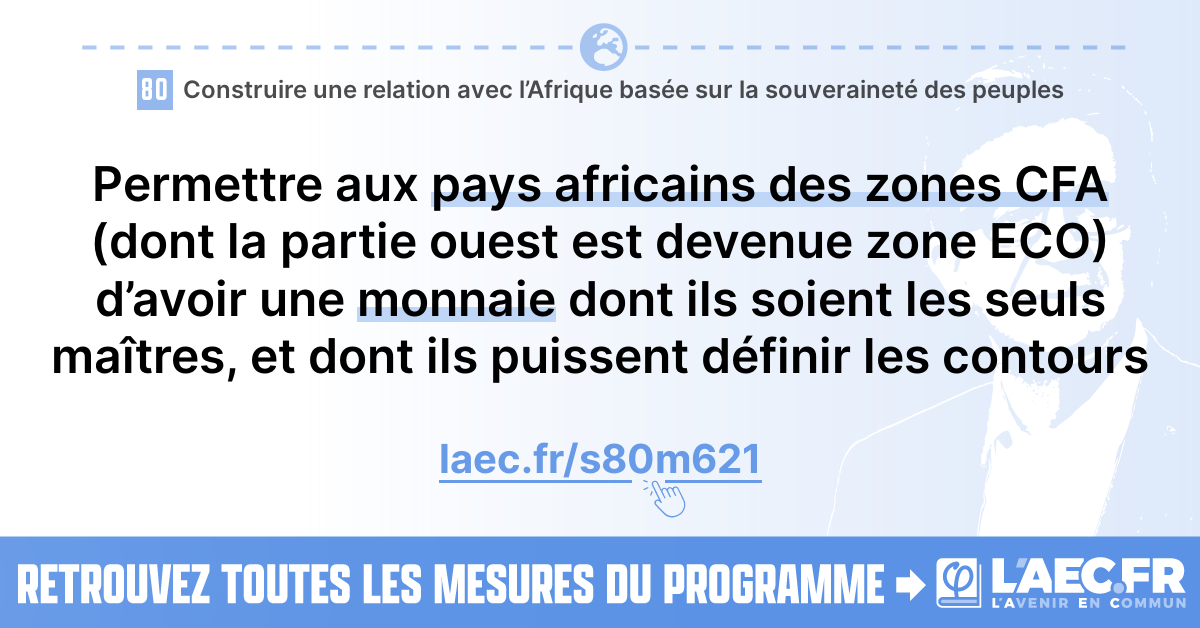 80 Construire une relation avec l’Afrique basée sur la souveraineté des peuples
Permettre aux pays africains des zones CFA
(dont la partie ouest est devenue zone ECO)
d’avoir une monnaie dont ils soient les seuls
maîtres, et dont ils puissent définir les contours
laec.fr/s80m621
RETROUVEZ TOUTES LES MESURES DU PROGRAMME
L'AEC.FR
L'AVENIR EN COMMUN